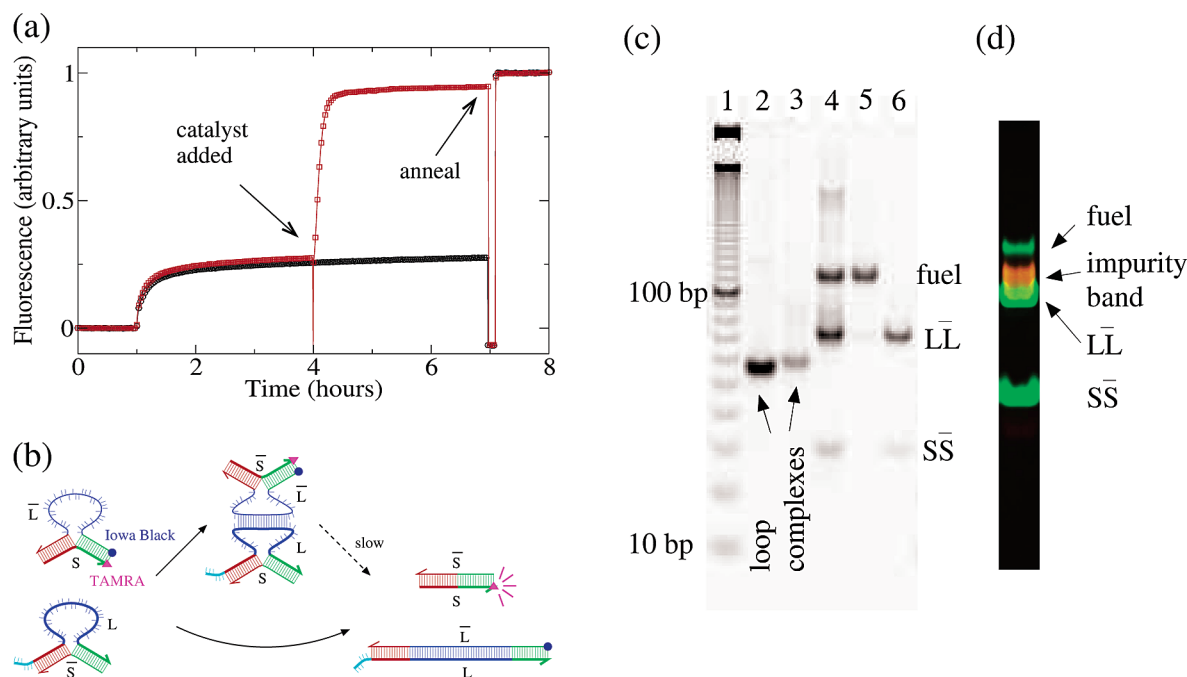 (a)
Fluorescence (arbitrary units)
1
0.5
0
catalyst
added
anneal
0 2 4 6 8
Time (hours)
(b)
L̅
S
Iowa Black
TAMRA
L
S̅
S̅
L̅
L
S
slow
S̅
S
L̅
L
(c)
1 2 3 4 5 6
100 bp
10 bp
loop
complexes
fuel
LL̅
SS̅
(d)
fuel
impurity
band
LL̅
SS̅